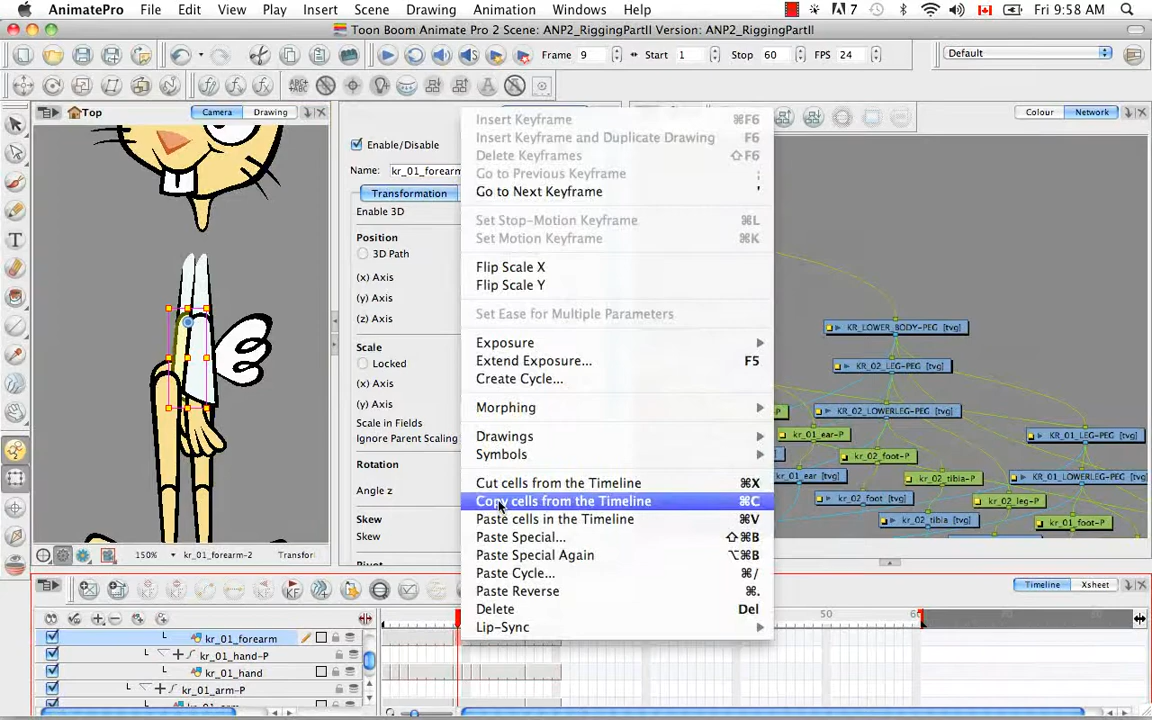 AnimatePro File Edit View Play Insert Scene Drawing Animation Windows Help 7 Fri 9:58 AM
Toon Boom Animate Pro 2 Scene: ANP2_RiggingPartII Version: ANP2_RiggingPartII
Frame 9 Start 1 Stop 60 FPS 24 Default
Top Camera Drawing Colour Network
Enable/Disable
Name: kr_01_forearm
Transformation
Enable 3D
Position
3D Path
(x) Axis
(y) Axis
(z) Axis
Scale
Locked
(x) Axis
(y) Axis
Scale in Fields
Ignore Parent Scaling
Rotation
Angle z
Skew
Skew
Pivot
Insert Keyframe ⌘F6
Insert Keyframe and Duplicate Drawing F6
Delete Keyframes ⇧F6
Go to Previous Keyframe ;
Go to Next Keyframe '
Set Stop-Motion Keyframe ⌘L
Set Motion Keyframe ⌘K
Flip Scale X
Flip Scale Y
Set Ease for Multiple Parameters
Exposure
Extend Exposure... F5
Create Cycle...
Morphing
Drawings
Symbols
Cut cells from the Timeline ⌘X
Copy cells from the Timeline ⌘C
Paste cells in the Timeline ⌘V
Paste Special... ⇧⌘B
Paste Special Again ⌥⌘B
Paste Cycle... ⌘/
Paste Reverse ⌘.
Delete Del
Lip-Sync
KR_LOWER_BODY-PEG [tvg]
KR_02_LEG-PEG [tvg]
KR_02_LOWERLEG-PEG [tvg]
kr_01_ear-P
KR_01_LEG-PEG [tvg]
kr_02_foot-P
kr_01_ear
kr_02_tibia-P
KR_01_LOWERLEG-PEG [tvg]
kr_02_foot
kr_02_leg-P
kr_02_tibia
kr_01_foot-P
150% kr_01_forearm-2 Transfor
Timeline Xsheet
50 60
kr_01_forearm
kr_01_hand-P
kr_01_hand
kr_01_arm-P